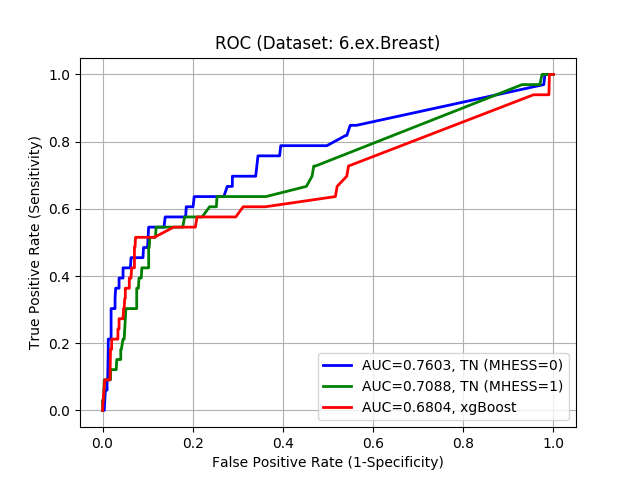 ROC (Dataset: 6.ex.Breast)
True Positive Rate (Sensitivity)
1.0
0.8
0.6
0.4
0.2
0.0
AUC=0.7603, TN (MHESS=0)
AUC=0.7088, TN (MHESS=1)
AUC=0.6804, xgBoost
0.0 0.2 0.4 0.6 0.8 1.0
False Positive Rate (1-Specificity)